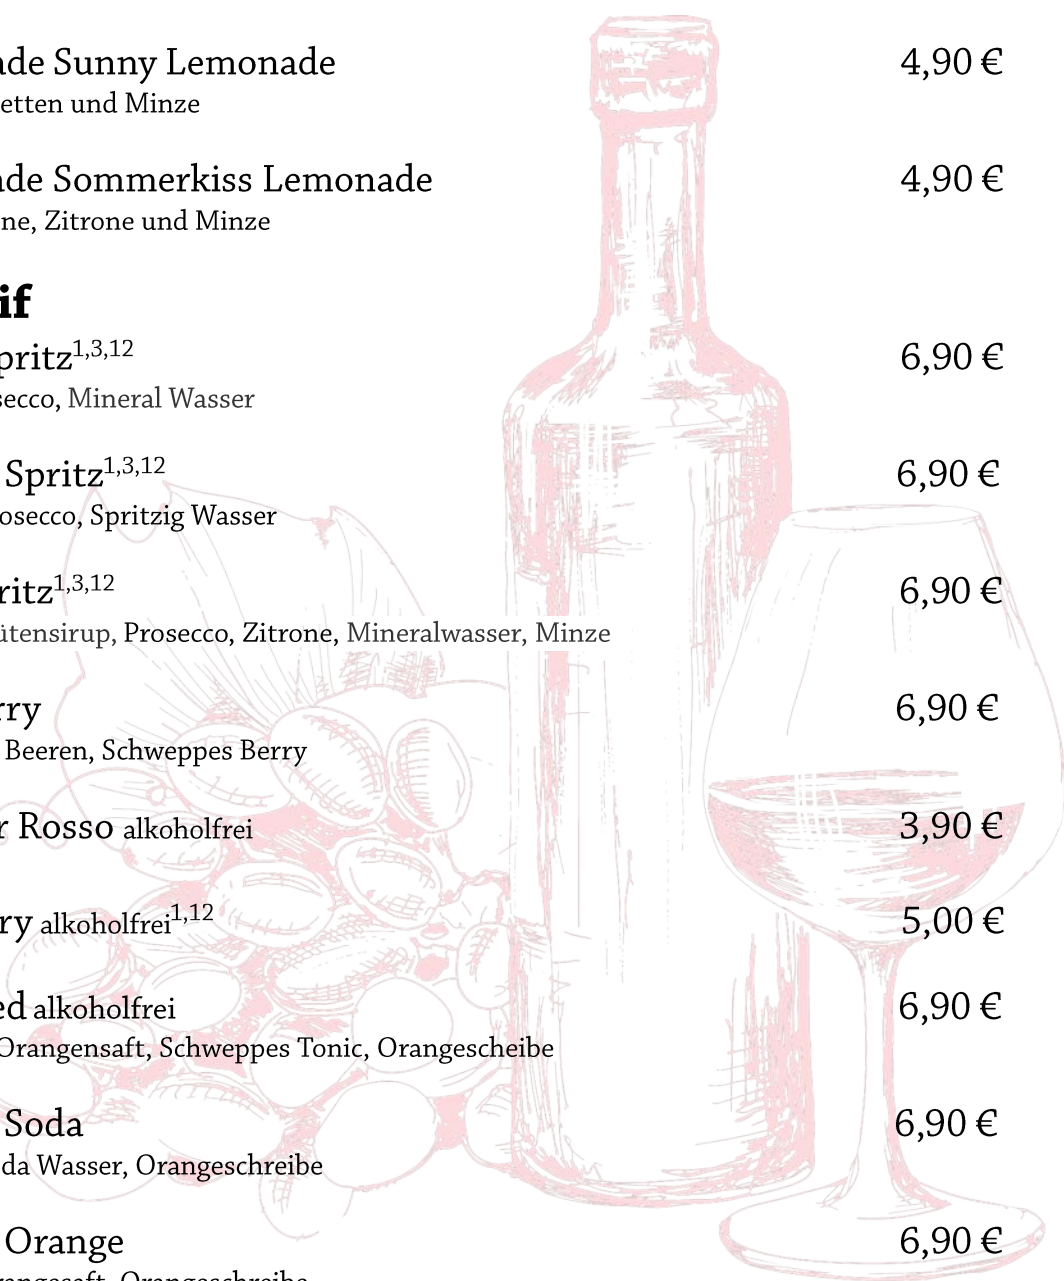 ade Sunny Lemonade 4,90 €
etten und Minze
ade Sommerkiss Lemonade 4,90 €
ne, Zitrone und Minze
if
pritz1,3,12 6,90 €
secco, Mineral Wasser
Spritz1,3,12 6,90 €
osecco, Spritzig Wasser
ritz1,3,12 6,90 €
ütensirup, Prosecco, Zitrone, Mineralwasser, Minze
rry 6,90 €
Beeren, Schweppes Berry
r Rosso alkoholfrei 3,90 €
ry alkoholfrei1,12 5,00 €
ed alkoholfrei 6,90 €
Orangensaft, Schweppes Tonic, Orangescheibe
Soda 6,90 €
da Wasser, Orangeschreibe
Orange 6,90 €
rangesaft, Orangeschreibe